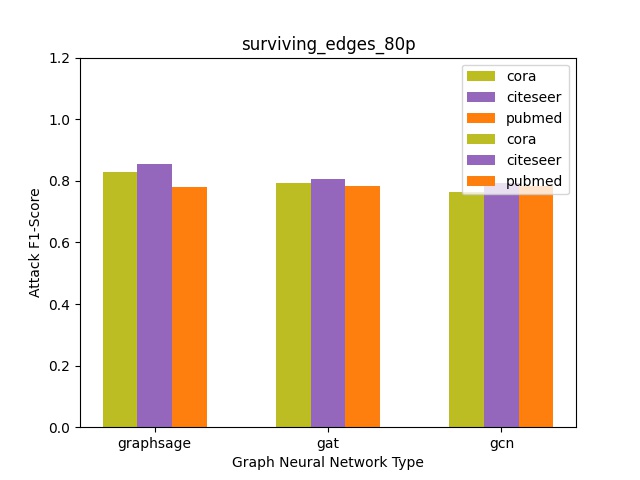 surviving_edges_80p
1.2
1.0
0.8
0.6
0.4
0.2
0.0
Attack F1-Score
cora
citeseer
pubmed
cora
citeseer
pubmed
graphsage gat gcn
Graph Neural Network Type